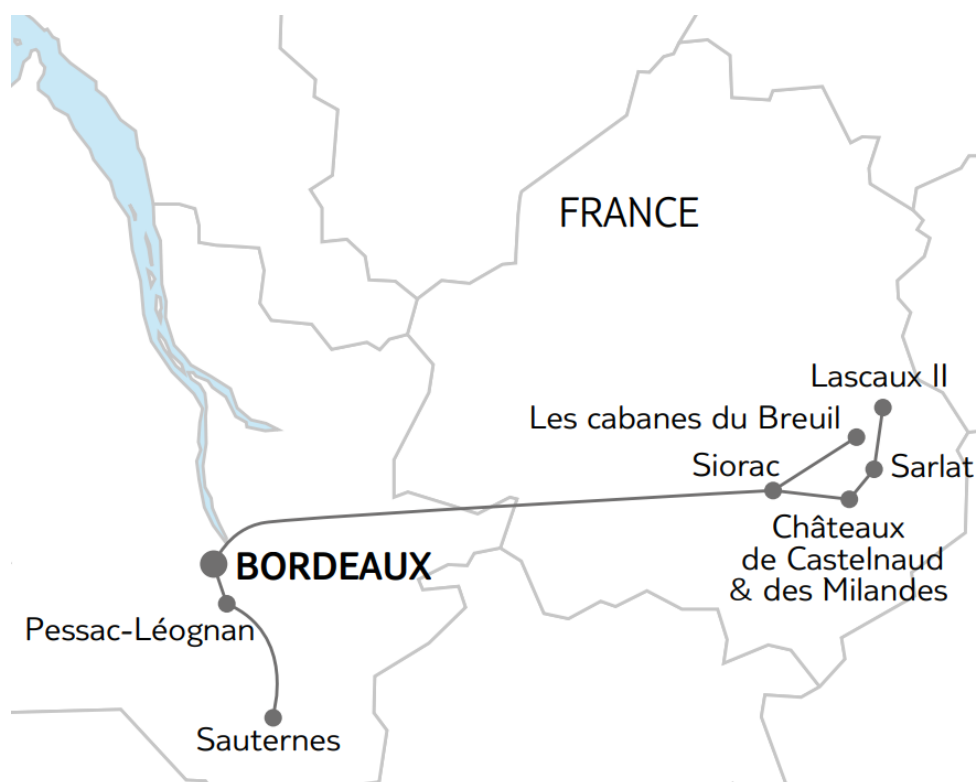 FRANCE
Lascaux II
Les cabanes du Breuil
Siorac
Sarlat
Châteaux
de Castelnaud
& des Milandes
BORDEAUX
Pessac-Léognan
Sauternes